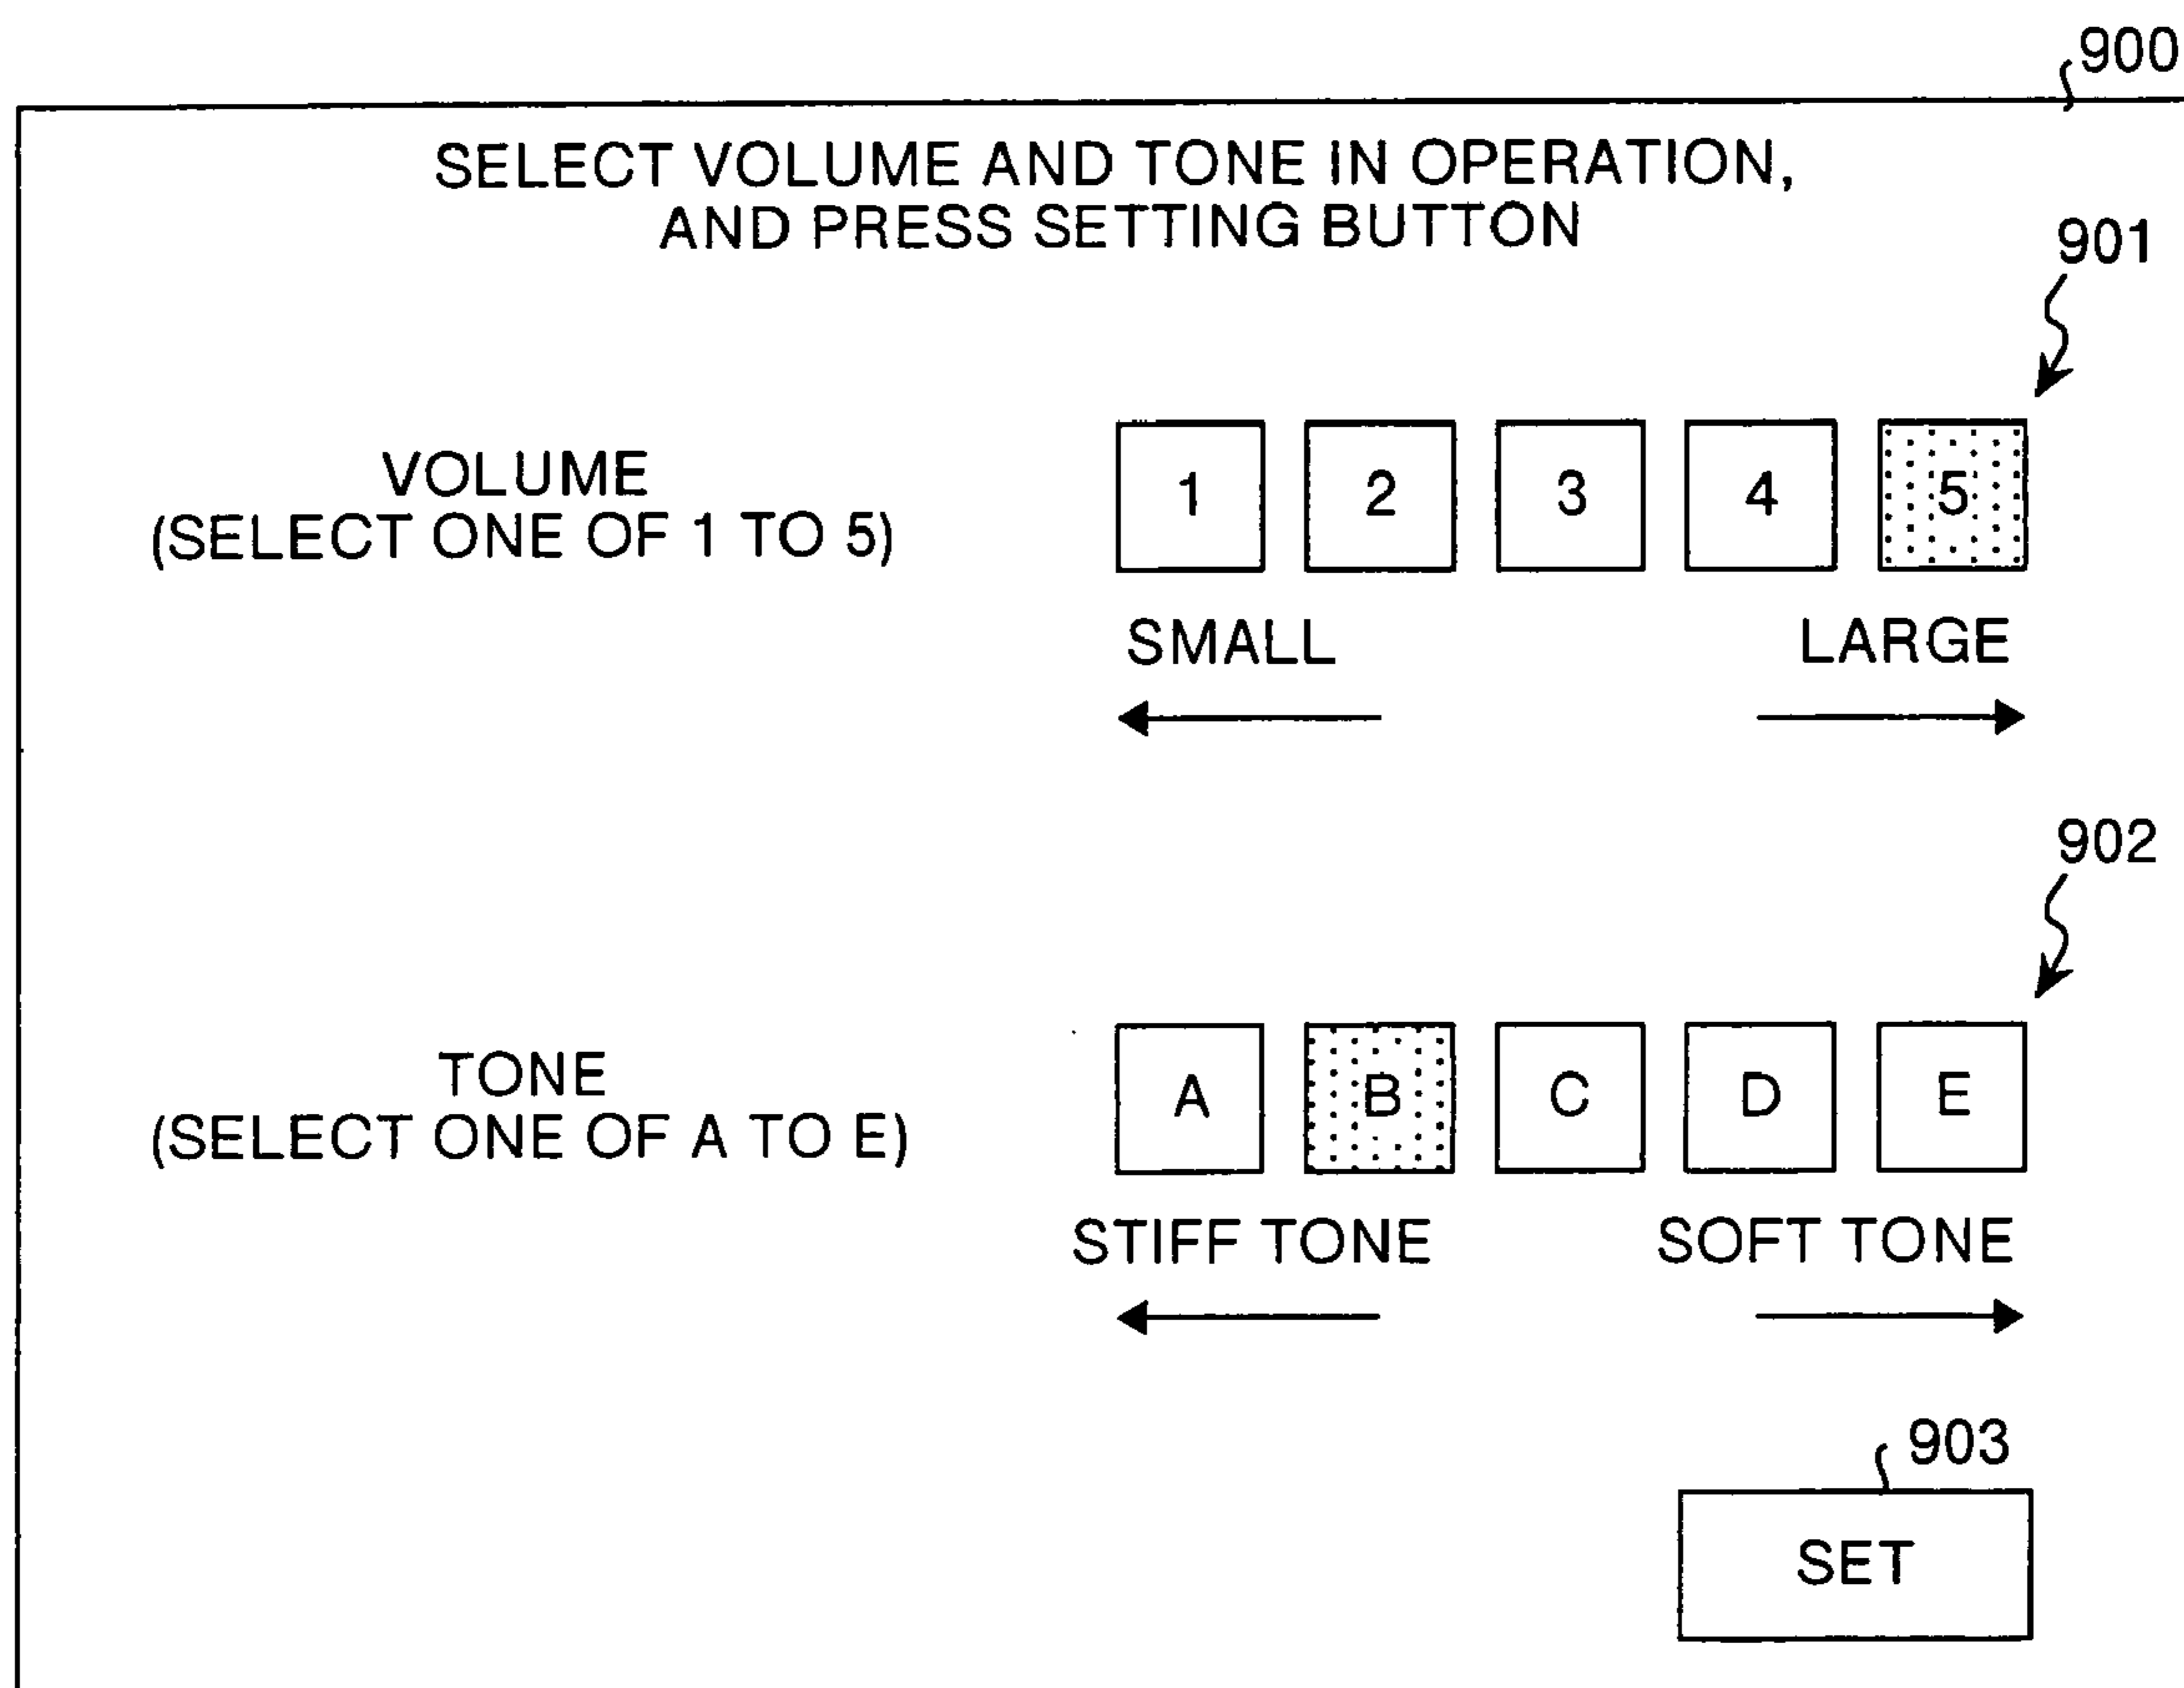 900
SELECT VOLUME AND TONE IN OPERATION,
AND PRESS SETTING BUTTON
901
VOLUME
(SELECT ONE OF 1 TO 5)
1 2 3 4 5
SMALL LARGE
902
TONE
(SELECT ONE OF A TO E)
A B C D E
STIFF TONE SOFT TONE
903
SET